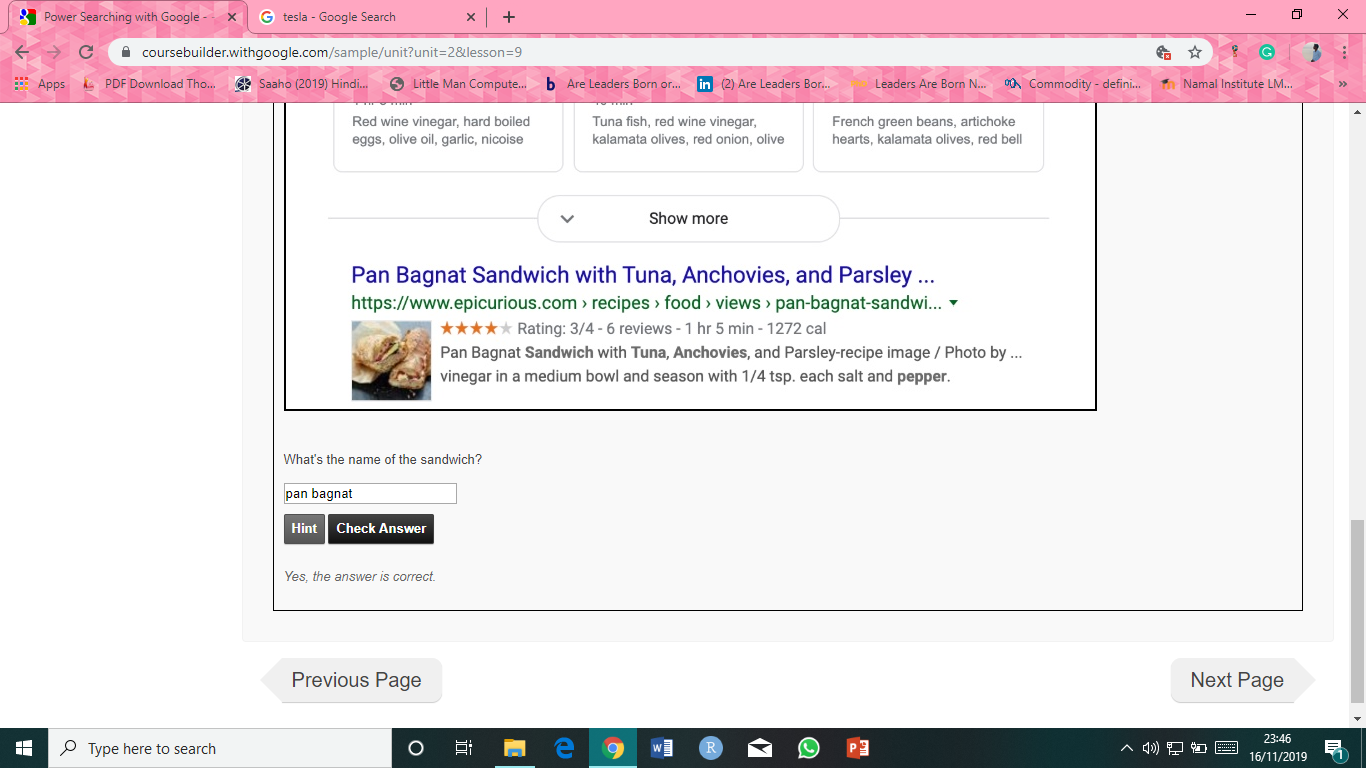 Power Searching with Google -
tesla - Google Search
coursebuilder.withgoogle.com/sample/unit?unit=2&lesson=9
Apps
PDF Download Tho...
Saaho (2019) Hindi...
Little Man Compute...
Are Leaders Born or...
(2) Are Leaders Bor...
Leaders Are Born N...
Commodity - defini...
Namal Institute LM...
Red wine vinegar, hard boiled
eggs, olive oil, garlic, nicoise
Tuna fish, red wine vinegar,
kalamata olives, red onion, olive
French green beans, artichoke
hearts, kalamata olives, red bell
Show more
Pan Bagnat Sandwich with Tuna, Anchovies, and Parsley ...
https://www.epicurious.com › recipes › food › views › pan-bagnat-sandwi...
Rating: 3/4 - 6 reviews - 1 hr 5 min - 1272 cal
Pan Bagnat Sandwich with Tuna, Anchovies, and Parsley-recipe image / Photo by ...
vinegar in a medium bowl and season with 1/4 tsp. each salt and pepper.
What's the name of the sandwich?
pan bagnat
Hint
Check Answer
Yes, the answer is correct.
Previous Page
Next Page
Type here to search
23:46
16/11/2019